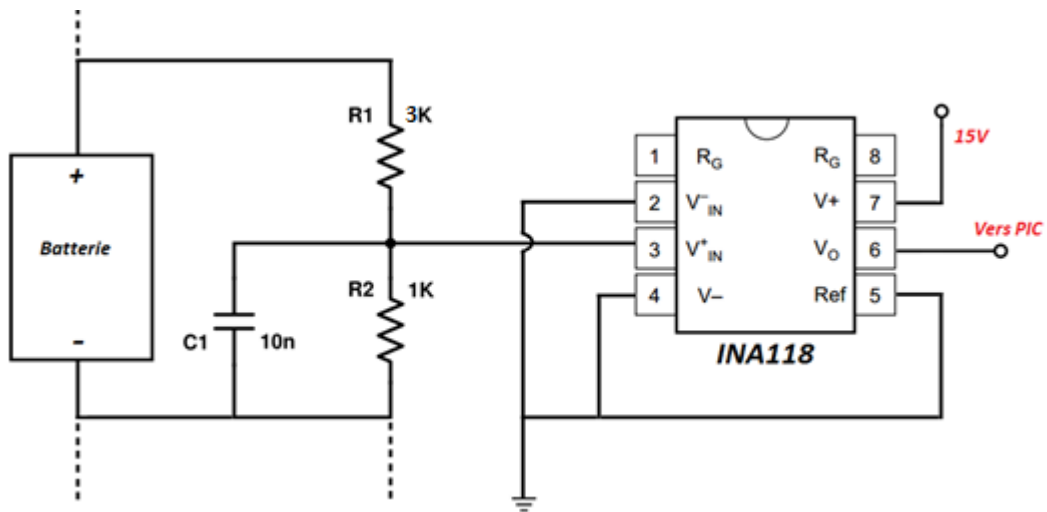 R1 3K
15V
1 RG RG 8
+
2 V⁻IN V+ 7
Vers PIC
Batterie
3 V⁺IN VO 6
R2 1K
4 V– Ref 5
–
C1 10n
INA118